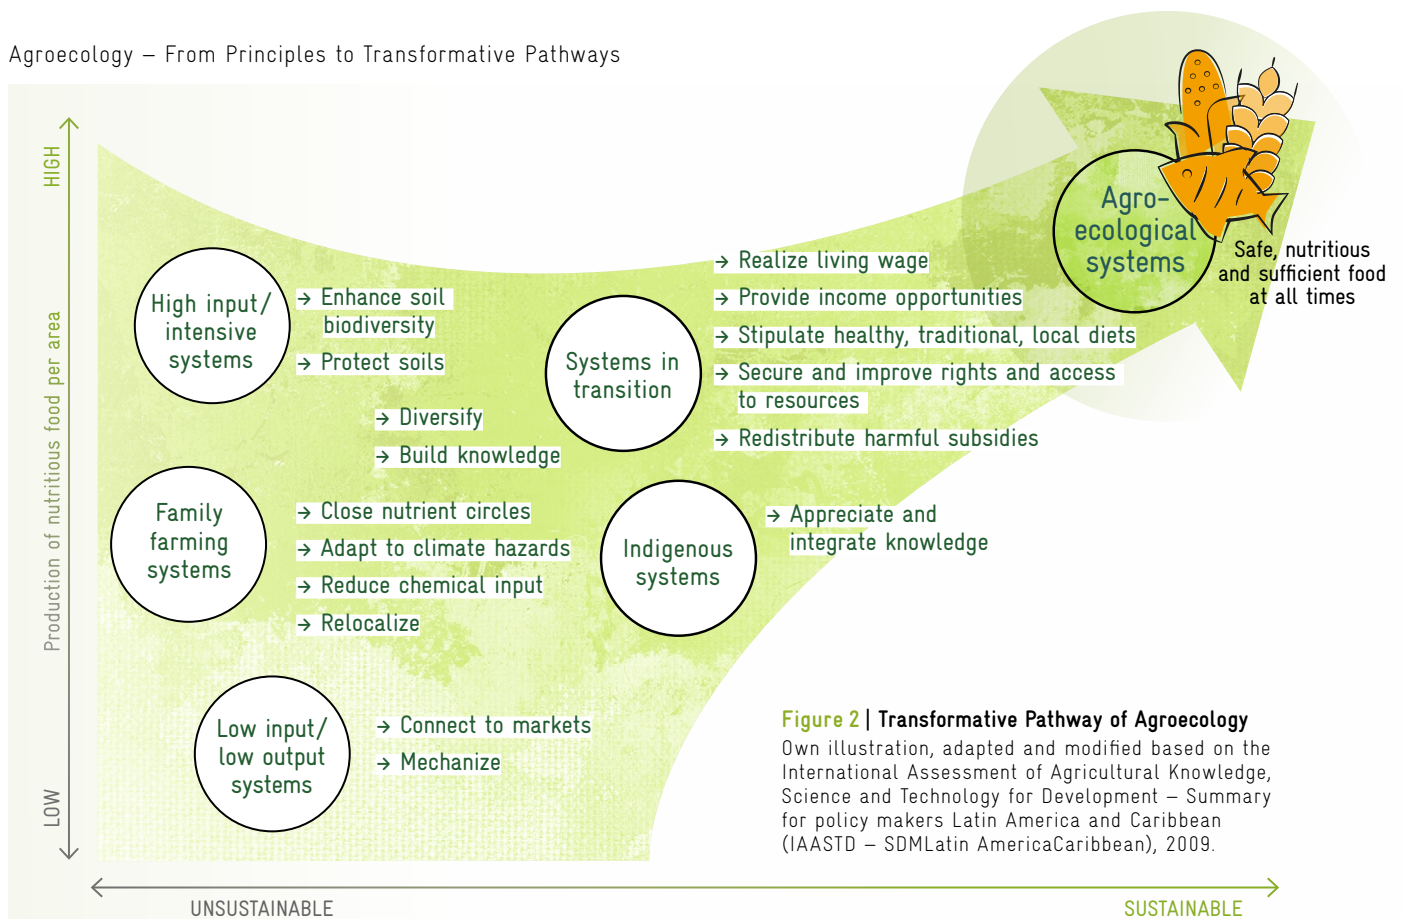 Agroecology – From Principles to Transformative Pathways
HIGH
Production of nutritious food per area
LOW
High input/
intensive
systems
→ Enhance soil
biodiversity
→ Protect soils
→ Diversify
→ Build knowledge
Family
farming
systems
→ Close nutrient circles
→ Adapt to climate hazards
→ Reduce chemical input
→ Relocalize
Low input/
low output
systems
→ Connect to markets
→ Mechanize
Systems in
transition
→ Realize living wage
→ Provide income opportunities
→ Stipulate healthy, traditional, local diets
→ Secure and improve rights and access
to resources
→ Redistribute harmful subsidies
Indigenous
systems
→ Appreciate and
integrate knowledge
Agro-
ecological
systems
Safe, nutritious
and sufficient food
at all times
Figure 2 | Transformative Pathway of Agroecology
Own illustration, adapted and modified based on the
International Assessment of Agricultural Knowledge,
Science and Technology for Development – Summary
for policy makers Latin America and Caribbean
(IAASTD – SDMLatin AmericaCaribbean), 2009.
UNSUSTAINABLE
SUSTAINABLE